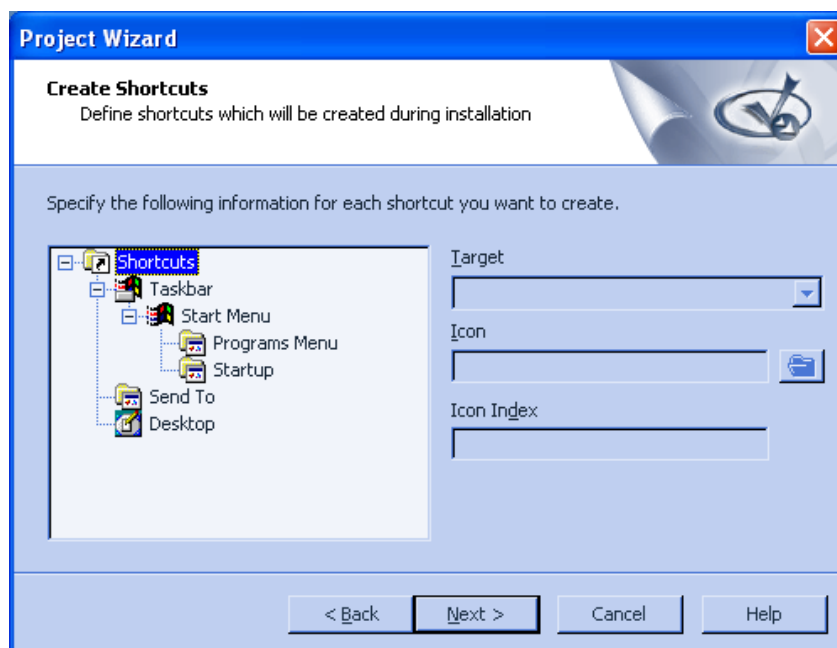 Project Wizard
Create Shortcuts
Define shortcuts which will be created during installation
Specify the following information for each shortcut you want to create.
Shortcuts
Taskbar
Start Menu
Programs Menu
Startup
Send To
Desktop
Target
Icon
Icon Index
< Back
Next >
Cancel
Help